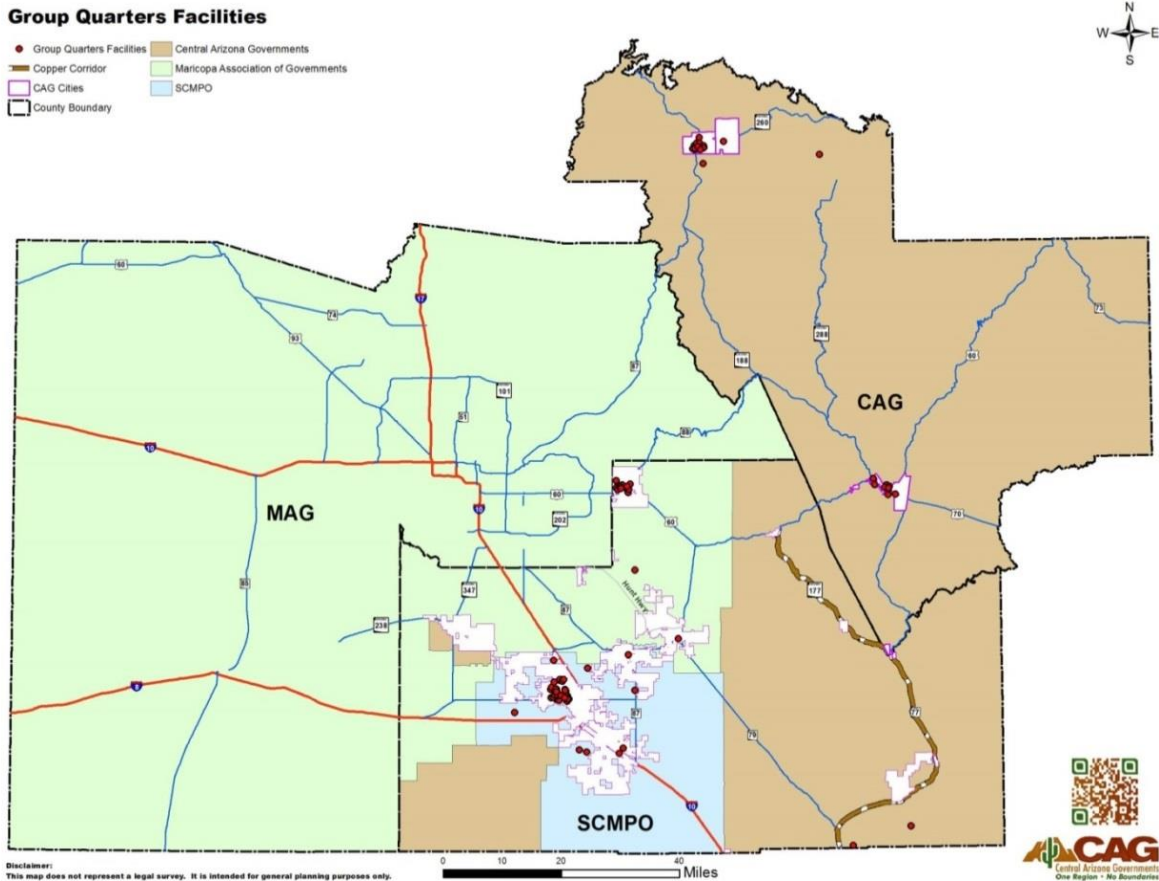 Group Quarters Facilities
N
W E
S
Group Quarters Facilities
Central Arizona Governments
Copper Corridor
Maricopa Association of Governments
CAG Cities
SCMPO
County Boundary
260
60
17
74
93
73
87
288
60
188
101
51
CAG
88
10
60
MAG
10
202
60
70
Hunt Hwy
85
347
177
87
238
8
87
77
79
10
SCMPO
CAG
Central Arizona Governments
One Region • No Boundaries
0 10 20 40
Miles
Disclaimer:
This map does not represent a legal survey. It is intended for general planning purposes only.